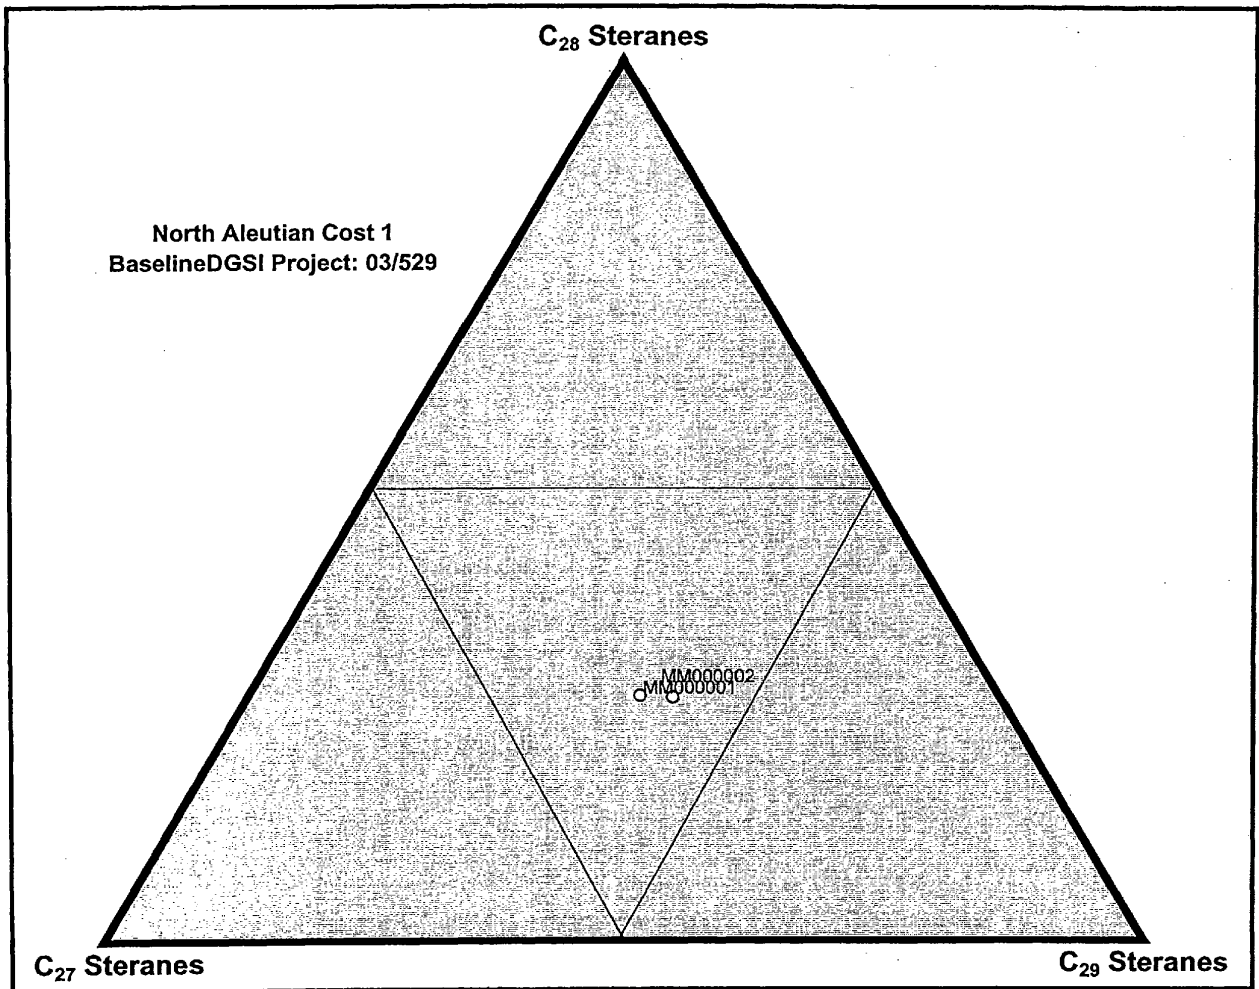 C₂₈ Steranes
North Aleutian Cost 1
BaselineDGSI Project: 03/529
MM000002
MM000001
C₂₇ Steranes
C₂₉ Steranes